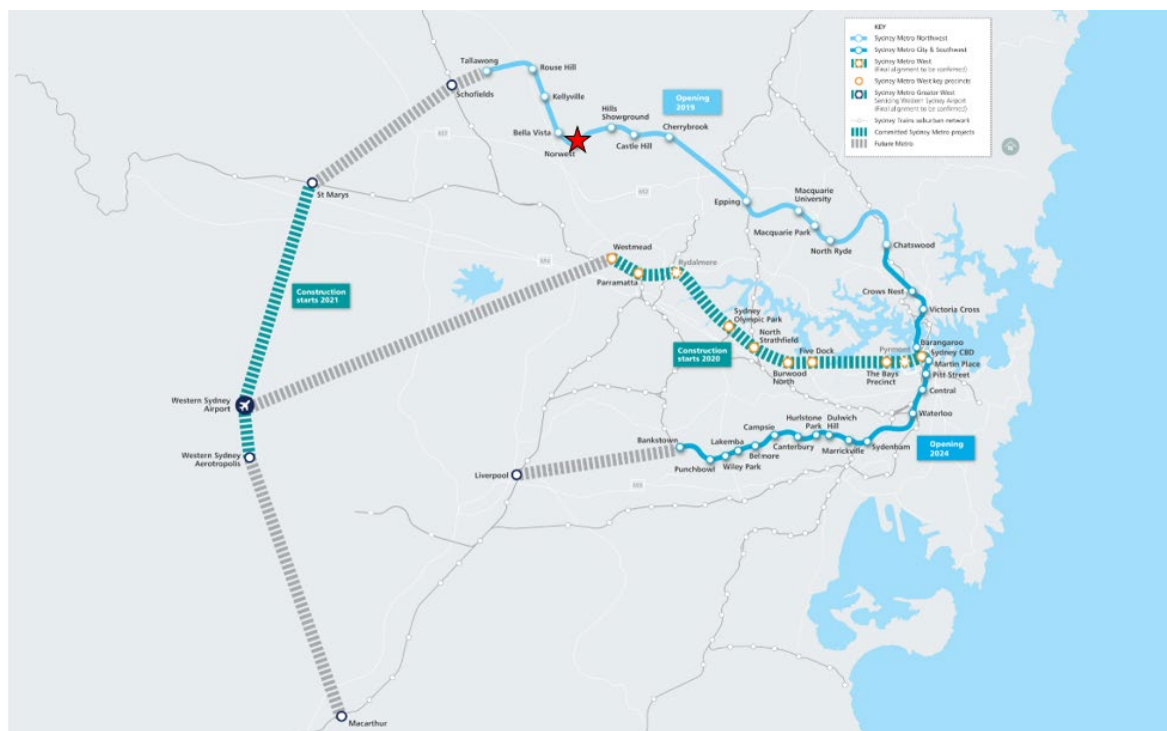 KEY
Sydney Metro Northwest
Sydney Metro City & Southwest
Sydney Metro West
(Final alignment to be confirmed)
Sydney Metro West key precincts
Sydney Metro Greater West
Servicing Western Sydney Airport
(Final alignment to be confirmed)
Sydney Trains suburban network
Committed Sydney Metro projects
Future Metro
Tallawong
Rouse Hill
Schofields
Kellyville
Opening
2019
Hills
Showground
Bella Vista
Cherrybrook
Norwest
Castle Hill
M2
St Marys
Macquarie
University
Epping
Macquarie Park
North Ryde
Chatswood
Westmead
Rydalmere
M4
Parramatta
Construction
starts 2021
Crows Nest
Victoria Cross
Sydney
Olympic Park
North
Strathfield
Construction
starts 2020
Five Dock
Pyrmont
Barangaroo
Sydney CBD
Martin Place
Pitt Street
Burwood
North
The Bays
Precinct
Central
Western Sydney
Airport
Waterloo
Hurlstone
Park
Dulwich
Hill
Campsie
Bankstown
Lakemba
Canterbury
Sydenham
Opening
2024
Belmore
Marrickville
Western Sydney
Aerotropolis
Punchbowl
Wiley Park
Liverpool
M5
Macarthur